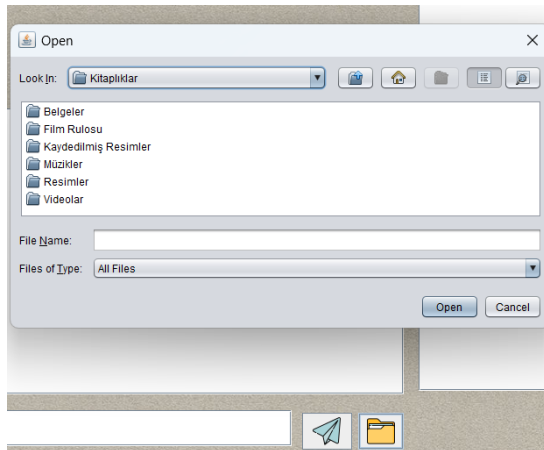 Open
Look In: Kitaplıklar
Belgeler
Film Rulosu
Kaydedilmiş Resimler
Müzikler
Resimler
Videolar
File Name:
Files of Type: All Files
Open Cancel